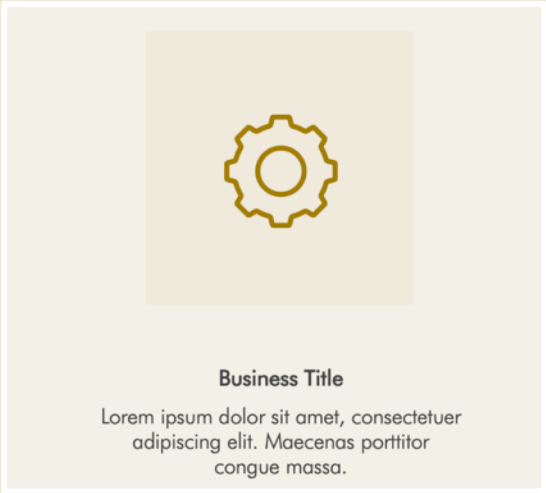 Business Title
Lorem ipsum dolor sit amet, consectetuer
adipiscing elit. Maecenas porttitor
congue massa.